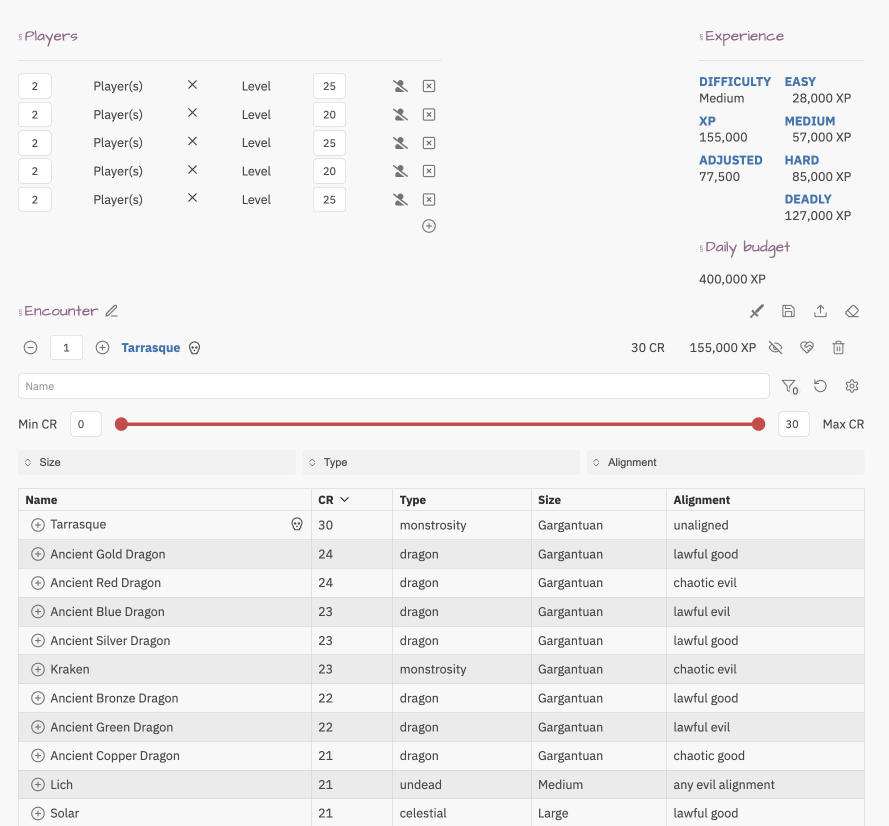 Players
2 Player(s) Level 25
2 Player(s) Level 20
2 Player(s) Level 25
2 Player(s) Level 20
2 Player(s) Level 25
Experience
DIFFICULTY EASY
Medium 28,000 XP
XP MEDIUM
155,000 57,000 XP
ADJUSTED HARD
77,500 85,000 XP
DEADLY
127,000 XP
Daily budget
400,000 XP
Encounter
1 Tarrasque 30 CR 155,000 XP
Name 0
Min CR 0 30 Max CR
Size Type Alignment
Name CR Type Size Alignment
Tarrasque 30 monstrosity Gargantuan unaligned
Ancient Gold Dragon 24 dragon Gargantuan lawful good
Ancient Red Dragon 24 dragon Gargantuan chaotic evil
Ancient Blue Dragon 23 dragon Gargantuan lawful evil
Ancient Silver Dragon 23 dragon Gargantuan lawful good
Kraken 23 monstrosity Gargantuan chaotic evil
Ancient Bronze Dragon 22 dragon Gargantuan lawful good
Ancient Green Dragon 22 dragon Gargantuan lawful evil
Ancient Copper Dragon 21 dragon Gargantuan chaotic good
Lich 21 undead Medium any evil alignment
Solar 21 celestial Large lawful good